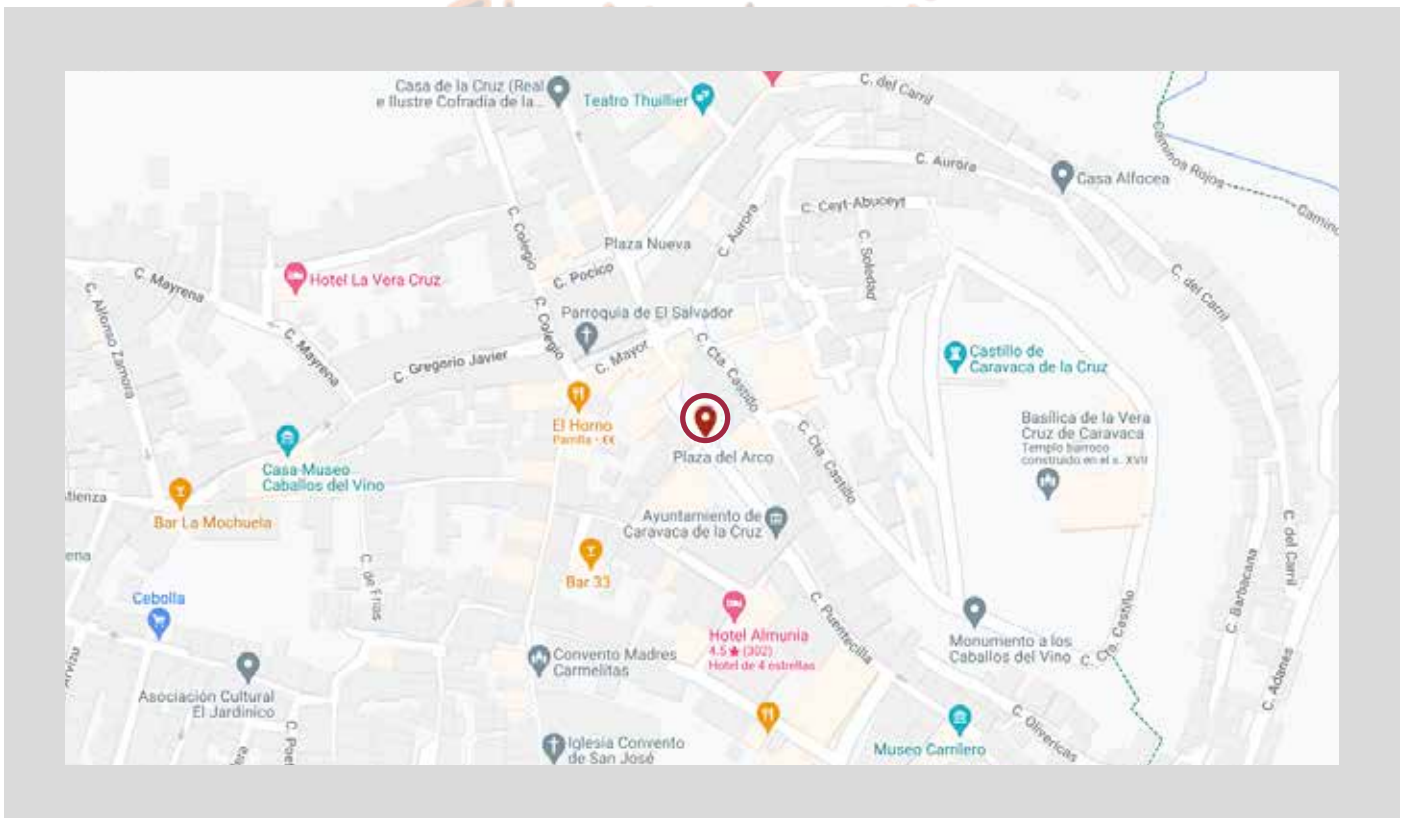 Casa de la Cruz (Real
e Ilustre Cofradía de la...
Teatro Thuillier
C. del Carril
Caminos Rojos
Camino
C. Aurora
Casa Alfocea
C. Ceyt-Abuceyt
C. Colegio
C. Aurora
C. Soledad
Plaza Nueva
C. Pocico
C. Mayrena
Hotel La Vera Cruz
C. del Carril
C. Alfonso Zamora
C. Mayrena
C. Colegio
Parroquia de El Salvador
C. Gregorio Javier
C. Mayor
C. Cta. Castillo
Castillo de
Caravaca de la Cruz
El Horno
Parrilla · €€
Basílica de la Vera
Cruz de Caravaca
Templo barroco
construido en el s. XVII
Plaza del Arco
C. Cta. Castillo
Casa-Museo
Caballos del Vino
tienza
Bar La Mochuela
Ayuntamiento de
Caravaca de la Cruz
C. del Carril
ena
C. de Frías
Bar 33
C. Barbacana
Cebolla
C. Puentecilla
Hotel Almunia
4.5 ★ (302)
Hotel de 4 estrellas
Monumento a los
Caballos del Vino
C. Cta. Castillo
Convento Madres
Carmelitas
C. Adanas
Arvizu
Asociación Cultural
El Jardinico
C. Poe
C. Olivericas
Museo Carrilero
Iglesia Convento
de San José